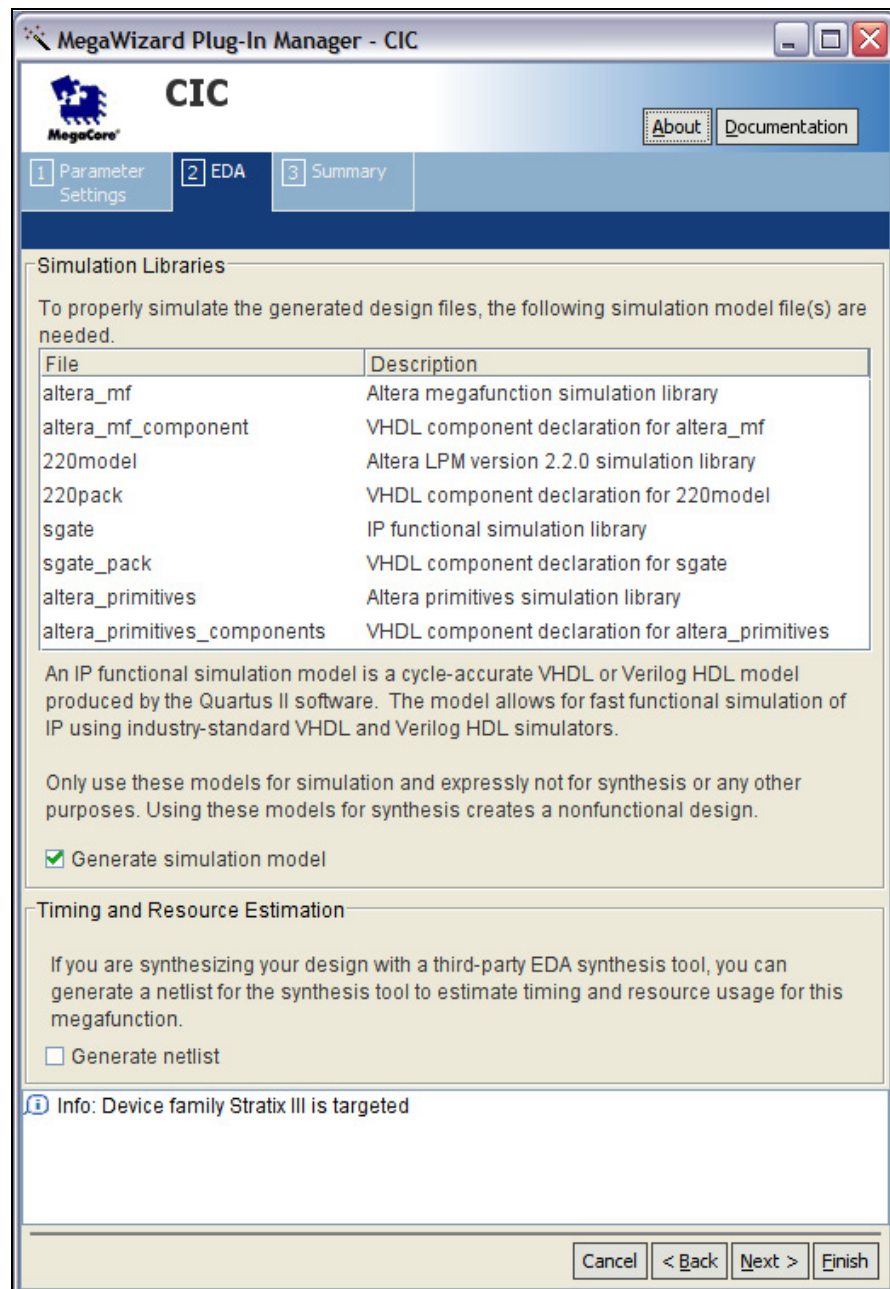 MegaWizard Plug-In Manager - CIC
CIC
MegaCore®
About Documentation
1 Parameter Settings
2 EDA
3 Summary
Simulation Libraries
To properly simulate the generated design files, the following simulation model file(s) are
needed.
File Description
altera_mf Altera megafunction simulation library
altera_mf_component VHDL component declaration for altera_mf
220model Altera LPM version 2.2.0 simulation library
220pack VHDL component declaration for 220model
sgate IP functional simulation library
sgate_pack VHDL component declaration for sgate
altera_primitives Altera primitives simulation library
altera_primitives_components VHDL component declaration for altera_primitives
An IP functional simulation model is a cycle-accurate VHDL or Verilog HDL model
produced by the Quartus II software. The model allows for fast functional simulation of
IP using industry-standard VHDL and Verilog HDL simulators.
Only use these models for simulation and expressly not for synthesis or any other
purposes. Using these models for synthesis creates a nonfunctional design.
Generate simulation model
Timing and Resource Estimation
If you are synthesizing your design with a third-party EDA synthesis tool, you can
generate a netlist for the synthesis tool to estimate timing and resource usage for this
megafunction.
Generate netlist
Info: Device family Stratix III is targeted
Cancel < Back Next > Finish